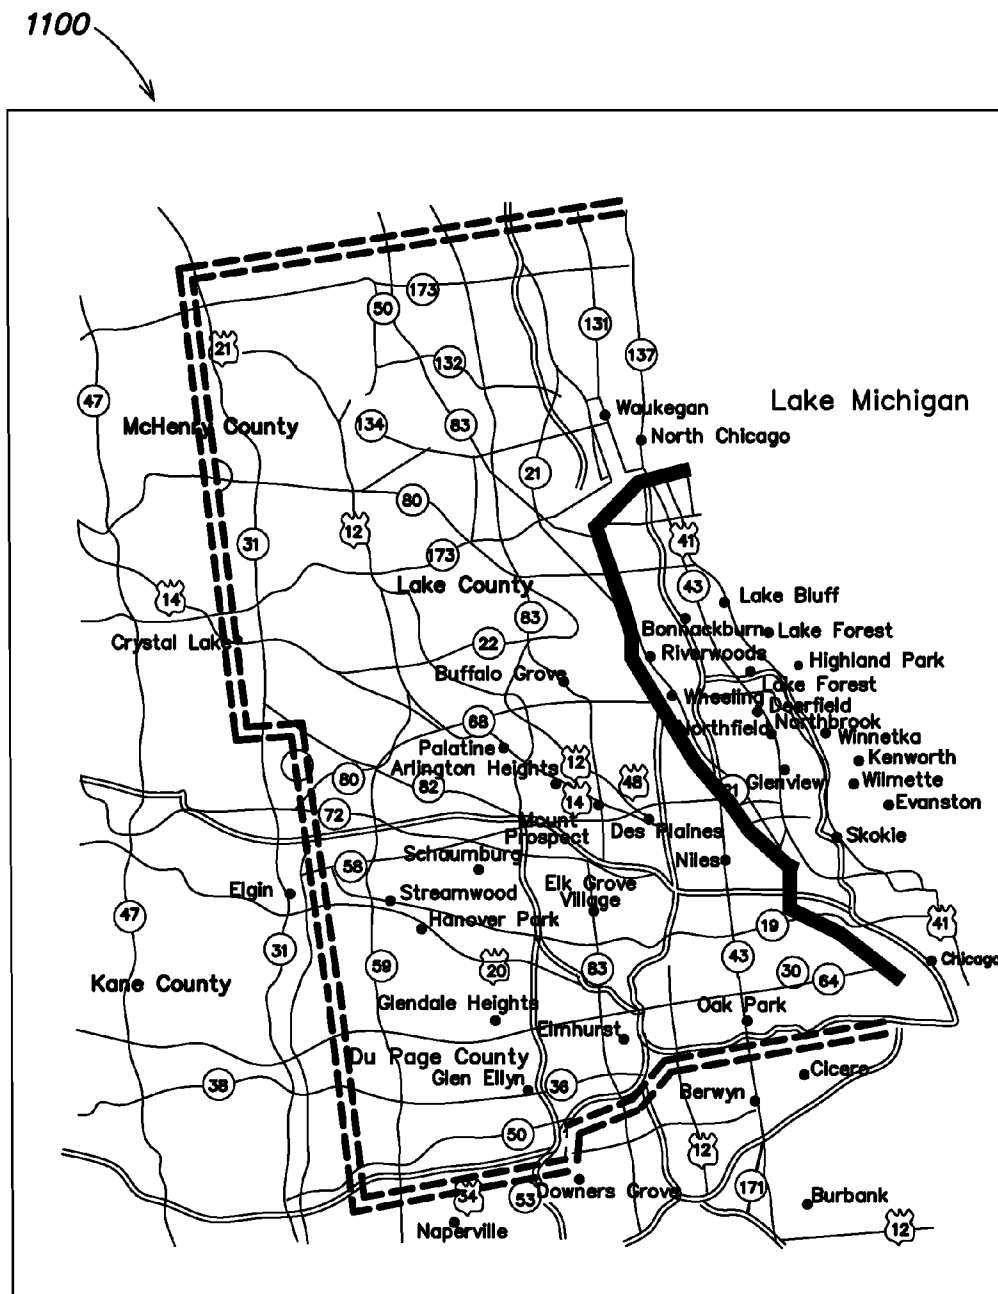 1100
173
50
131
21
132
137
47
Lake Michigan
Waukegan
McHenry County
134
83
North Chicago
21
80
12
31
41
173
Lake County
43
14
Lake Bluff
83
Bonnackburn
Lake Forest
Crystal Lake
22
Riverwoods
Highland Park
Buffalo Grove
Lake Forest
Wheeling
Deerfield
68
Northfield
Northbrook
Winnetka
Palatine
12
Kenworth
Arlington Heights
80
82
48
Glenview
Wilmette
21
14
Evanston
72
Mount
Prospect
Des Plaines
Skokie
Schaumburg
Niles
58
Elgin
Streamwood
Elk Grove
Village
47
Hanover Park
19
41
31
43
Chicago
59
20
83
30
64
Kane County
Glendale Heights
Oak Park
Elmhurst
Du Page County
Glen Ellyn
36
Cicero
38
Berwyn
50
12
34
53
Downers Grove
171
Burbank
Naperville
12